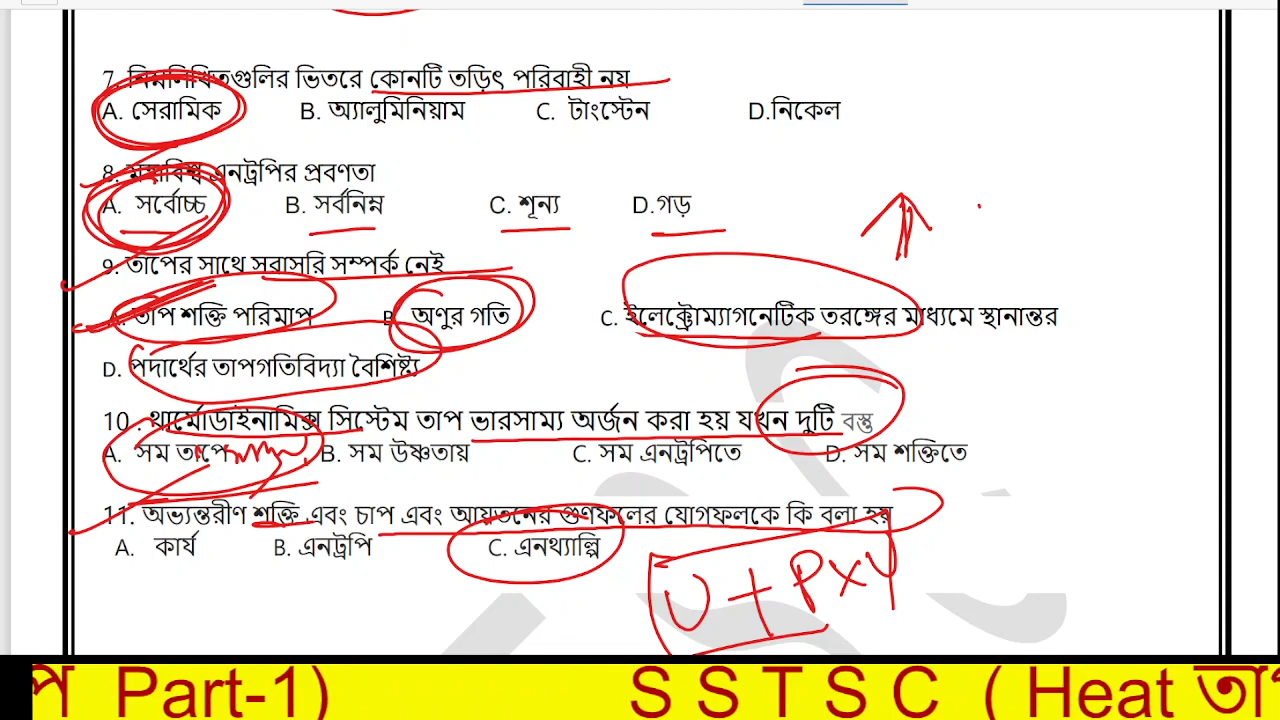 7. নিম্নলিখিতগুলির ভিতরে কোনটি তড়িৎ পরিবাহী নয়
A. সেরামিক B. অ্যালুমিনিয়াম C. টাংস্টেন D.নিকেল
8. মহাবিশ্ব এনট্রপির প্রবণতা
A. সর্বোচ্চ B. সর্বনিম্ন C. শূন্য D.গড়
9. তাপের সাথে সরাসরি সম্পর্ক নেই
A. তাপ শক্তি পরিমাপ B. অণুর গতি C. ইলেক্ট্রোম্যাগনেটিক তরঙ্গের মাধ্যমে স্থানান্তর
D. পদার্থের তাপগতিবিদ্যা বৈশিষ্ট্য
10 . থার্মোডাইনামিক্স সিস্টেম তাপ ভারসাম্য অর্জন করা হয় যখন দুটি বস্তু
A. সম তাপে B. সম উষ্ণতায় C. সম এনট্রপিতে D. সম শক্তিতে
11. অভ্যন্তরীণ শক্তি এবং চাপ এবং আয়তনের গুণফলের যোগফলকে কি বলা হয়
A. কার্য B. এনট্রপি C. এনথ্যাল্পি
U + P×V
প Part-1) S S T S C ( Heat তাপ